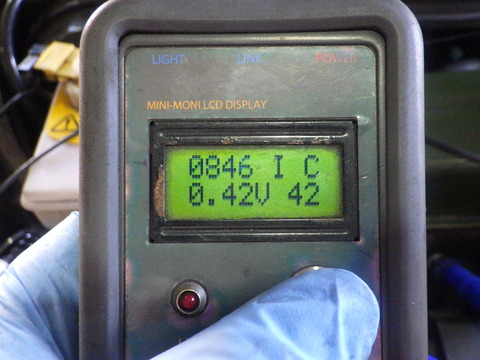 LIGHT LINK POWER
MINI-MONI LCD DISPLAY
0846 I C
0.42V 42